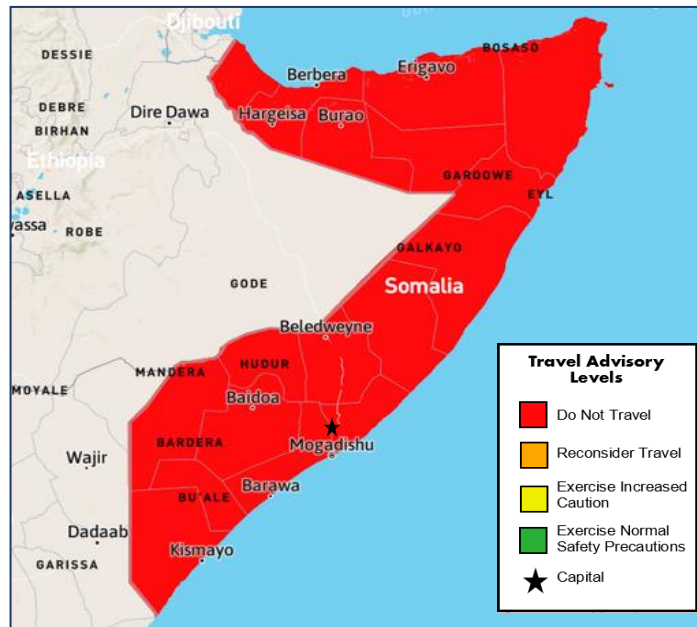 Djibouti
DESSIE
BOSASO
Erigavo
Berbera
DEBRE
BIRHAN
Dire Dawa
Hargeisa
Burao
Ethiopia
GAROOWE
ASELLA
EYL
ROBE
GALKAYO
GODE
Somalia
Beledweyne
HUDUR
MANDERA
MOYALE
Baidoa
BARDERA
Mogadishu
Wajir
BU'ALE
Barawa
Dadaab
Kismayo
GARISSA
Travel Advisory
Levels
Do Not Travel
Reconsider Travel
Exercise Increased
Caution
Exercise Normal
Safety Precautions
Capital